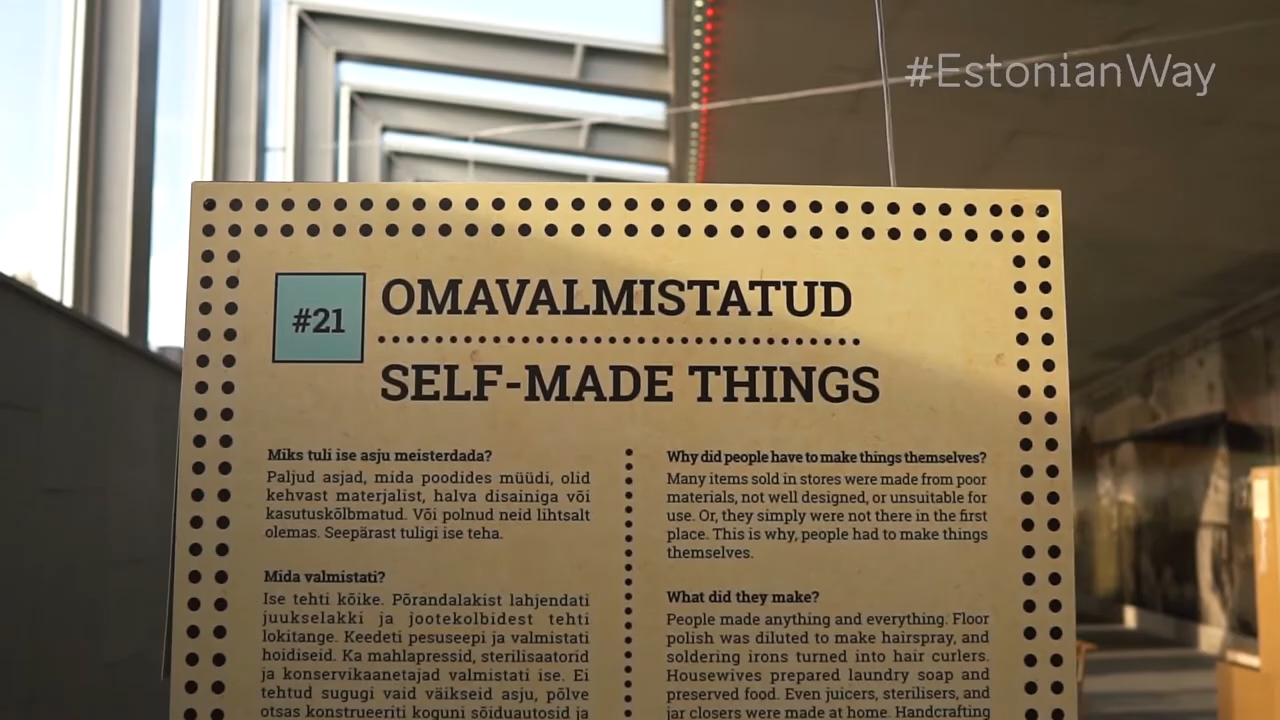 #EstonianWay
#21
OMAVALMISTATUD
SELF-MADE THINGS
Miks tuli ise asju meisterdada?
Paljud asjad, mida poodides müüdi, olid
kehvast materjalist, halva disainiga või
kasutuskõlbmatud. Või polnud neid lihtsalt
olemas. Seepärast tuligi ise teha.
Mida valmistati?
Ise tehti kõike. Põrandalakist lahjendati
juukselakki ja jootekolbidest tehti
lokitange. Keedeti pesuseepi ja valmistati
hoidiseid. Ka mahlapressid, sterilisaatorid
ja konservikaanetajad valmistati ise. Ei
tehtud sugugi vaid väikseid asju, põlve
otsas konstrueeriti koguni sõiduautosid ja
Why did people have to make things themselves?
Many items sold in stores were made from poor
materials, not well designed, or unsuitable for
use. Or, they simply were not there in the first
place. This is why, people had to make things
themselves.
What did they make?
People made anything and everything. Floor
polish was diluted to make hairspray, and
soldering irons turned into hair curlers.
Housewives prepared laundry soap and
preserved food. Even juicers, sterilisers, and
jar closers were made at home. Handcrafting